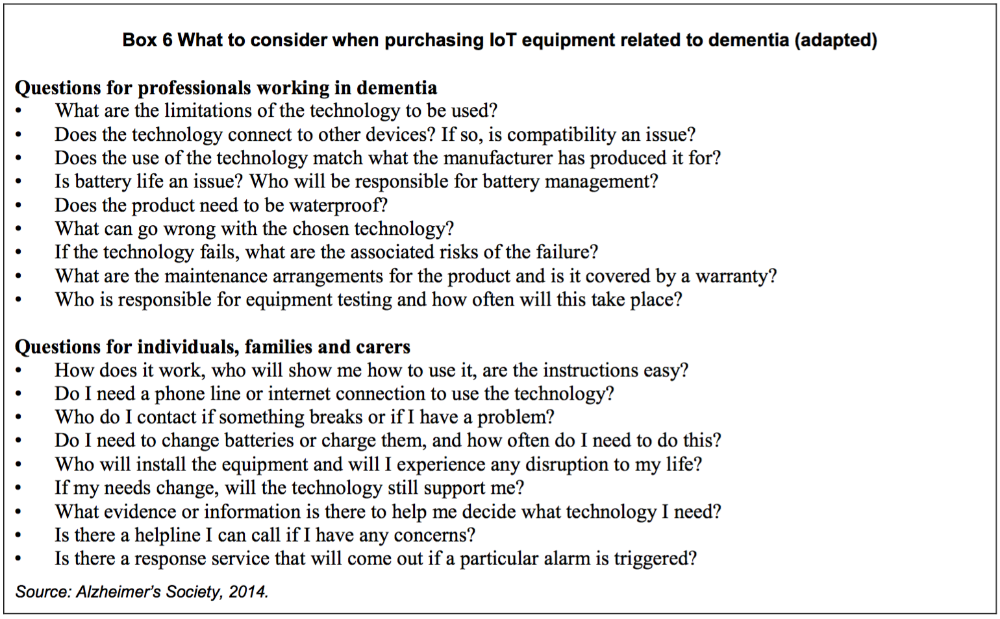 Box 6 What to consider when purchasing IoT equipment related to dementia (adapted)
Questions for professionals working in dementia
• What are the limitations of the technology to be used?
• Does the technology connect to other devices? If so, is compatibility an issue?
• Does the use of the technology match what the manufacturer has produced it for?
• Is battery life an issue? Who will be responsible for battery management?
• Does the product need to be waterproof?
• What can go wrong with the chosen technology?
• If the technology fails, what are the associated risks of the failure?
• What are the maintenance arrangements for the product and is it covered by a warranty?
• Who is responsible for equipment testing and how often will this take place?
Questions for individuals, families and carers
• How does it work, who will show me how to use it, are the instructions easy?
• Do I need a phone line or internet connection to use the technology?
• Who do I contact if something breaks or if I have a problem?
• Do I need to change batteries or charge them, and how often do I need to do this?
• Who will install the equipment and will I experience any disruption to my life?
• If my needs change, will the technology still support me?
• What evidence or information is there to help me decide what technology I need?
• Is there a helpline I can call if I have any concerns?
• Is there a response service that will come out if a particular alarm is triggered?
Source: Alzheimer’s Society, 2014.